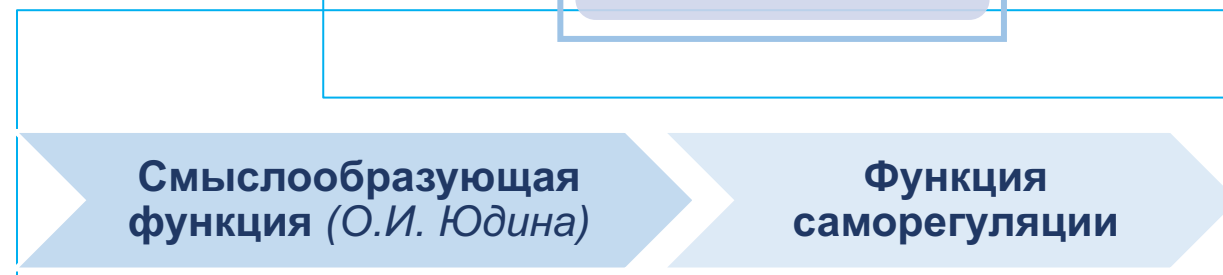 Смыслообразующая
функция (О.И. Юдина)
Функция
саморегуляции